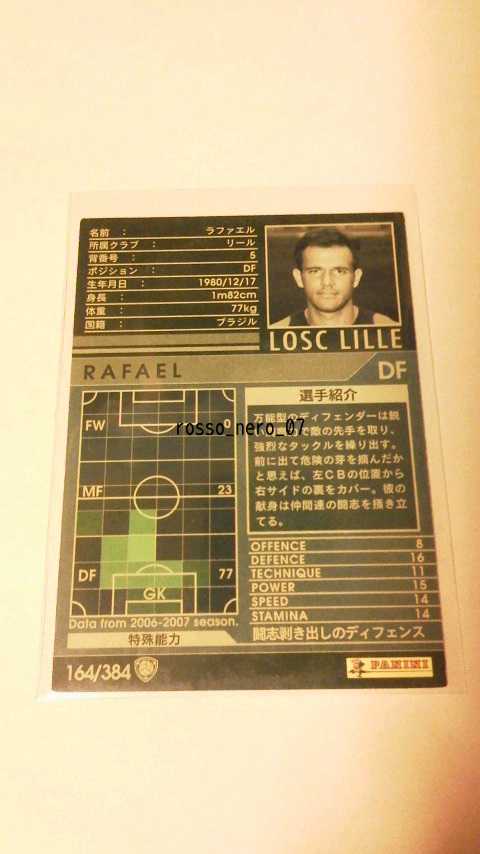 名前 : ラファエル
所属クラブ : リール
背番号 : 5
ポジション : DF
生年月日 : 1980/12/17
身長 : 1m82cm
体重 : 77kg
国籍 : ブラジル
LOSC LILLE
RAFAEL
DF
FW 0
MF 23
DF 77
GK
Data from 2006-2007 season.
特殊能力
選手紹介
万能型のディフェンダーは鋭
い で敵の先手を取り、
強烈なタックルを繰り出す。
前に出て危険の芽を摘んだか
と思えば、左CBの位置から
右サイドの裏をカバー。彼の
献身は仲間達の闘志を掻き立
てる。
rosso_nero_07
OFFENCE 8
DEFENCE 16
TECHNIQUE 11
POWER 15
SPEED 14
STAMINA 14
闘志剥き出しのディフェンス
164/384
PANINI